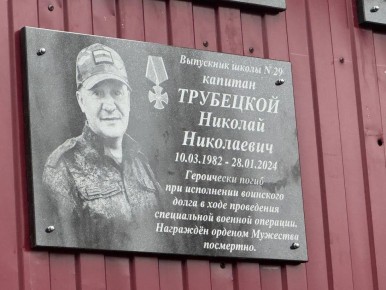 Выпускник школы N 29
капитан
ТРУБЕЦКОЙ
Николай
Николаевич
10.03.1982 - 28.01.2024
Героически погиб
при исполнении воинского
долга в ходе проведения
специальной военной операции.
Награждён орденом Мужества
посмертно.